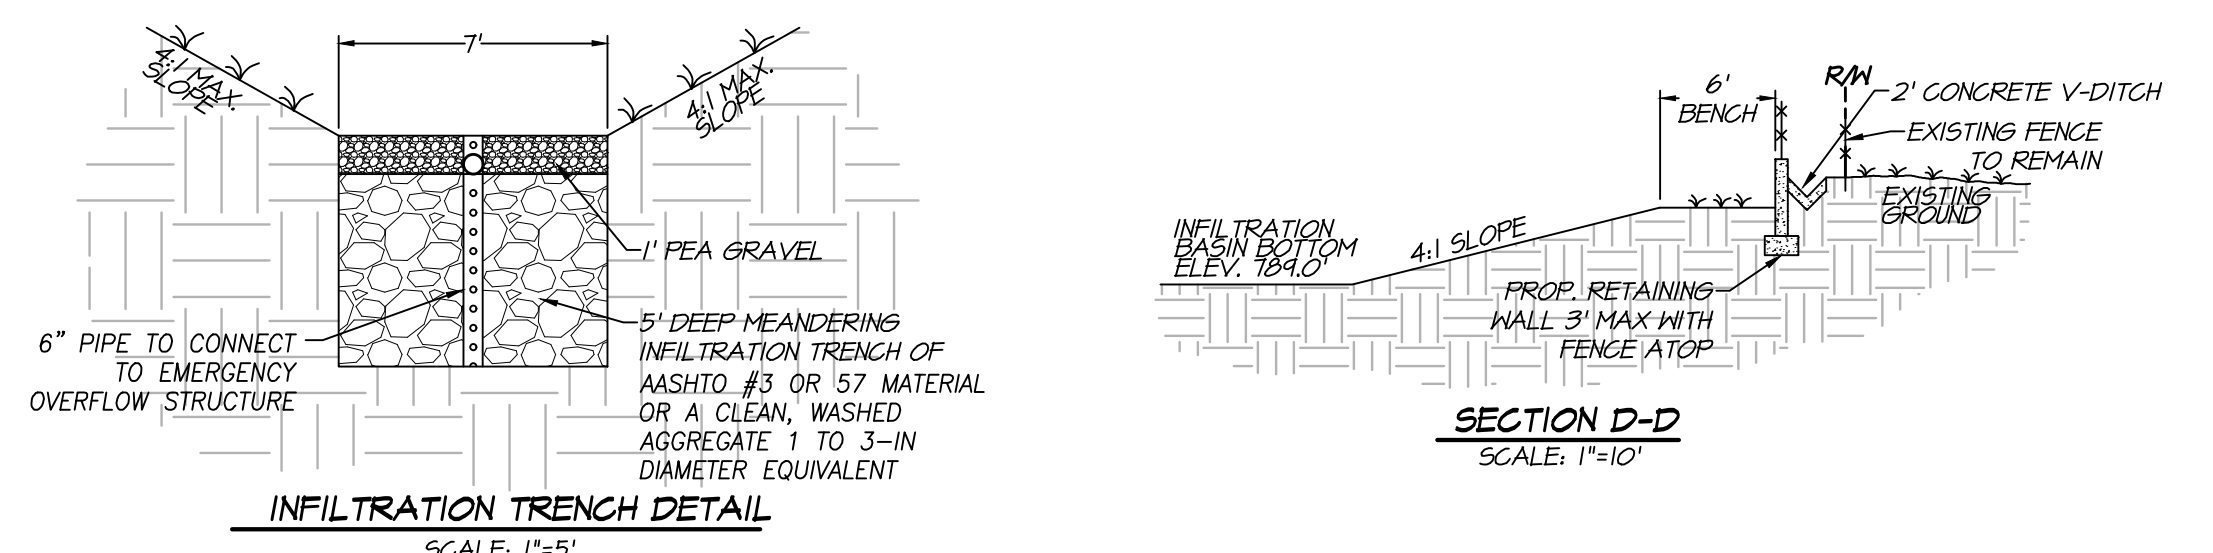 7'
4:1 MAX.
SLOPE
4:1 MAX.
SLOPE
1' PEA GRAVEL
6" PIPE TO CONNECT
TO EMERGENCY
OVERFLOW STRUCTURE
5' DEEP MEANDERING
INFILTRATION TRENCH OF
AASHTO #3 OR 57 MATERIAL
OR A CLEAN, WASHED
AGGREGATE 1 TO 3-IN
DIAMETER EQUIVALENT
INFILTRATION TRENCH DETAIL
SCALE: 1"=5'
6'
BENCH
R/W
2' CONCRETE V-DITCH
EXISTING FENCE
TO REMAIN
EXISTING
GROUND
INFILTRATION
BASIN BOTTOM
ELEV. 789.0'
4:1 SLOPE
PROP. RETAINING
WALL 3' MAX WITH
FENCE ATOP
SECTION D-D
SCALE: 1"=10'